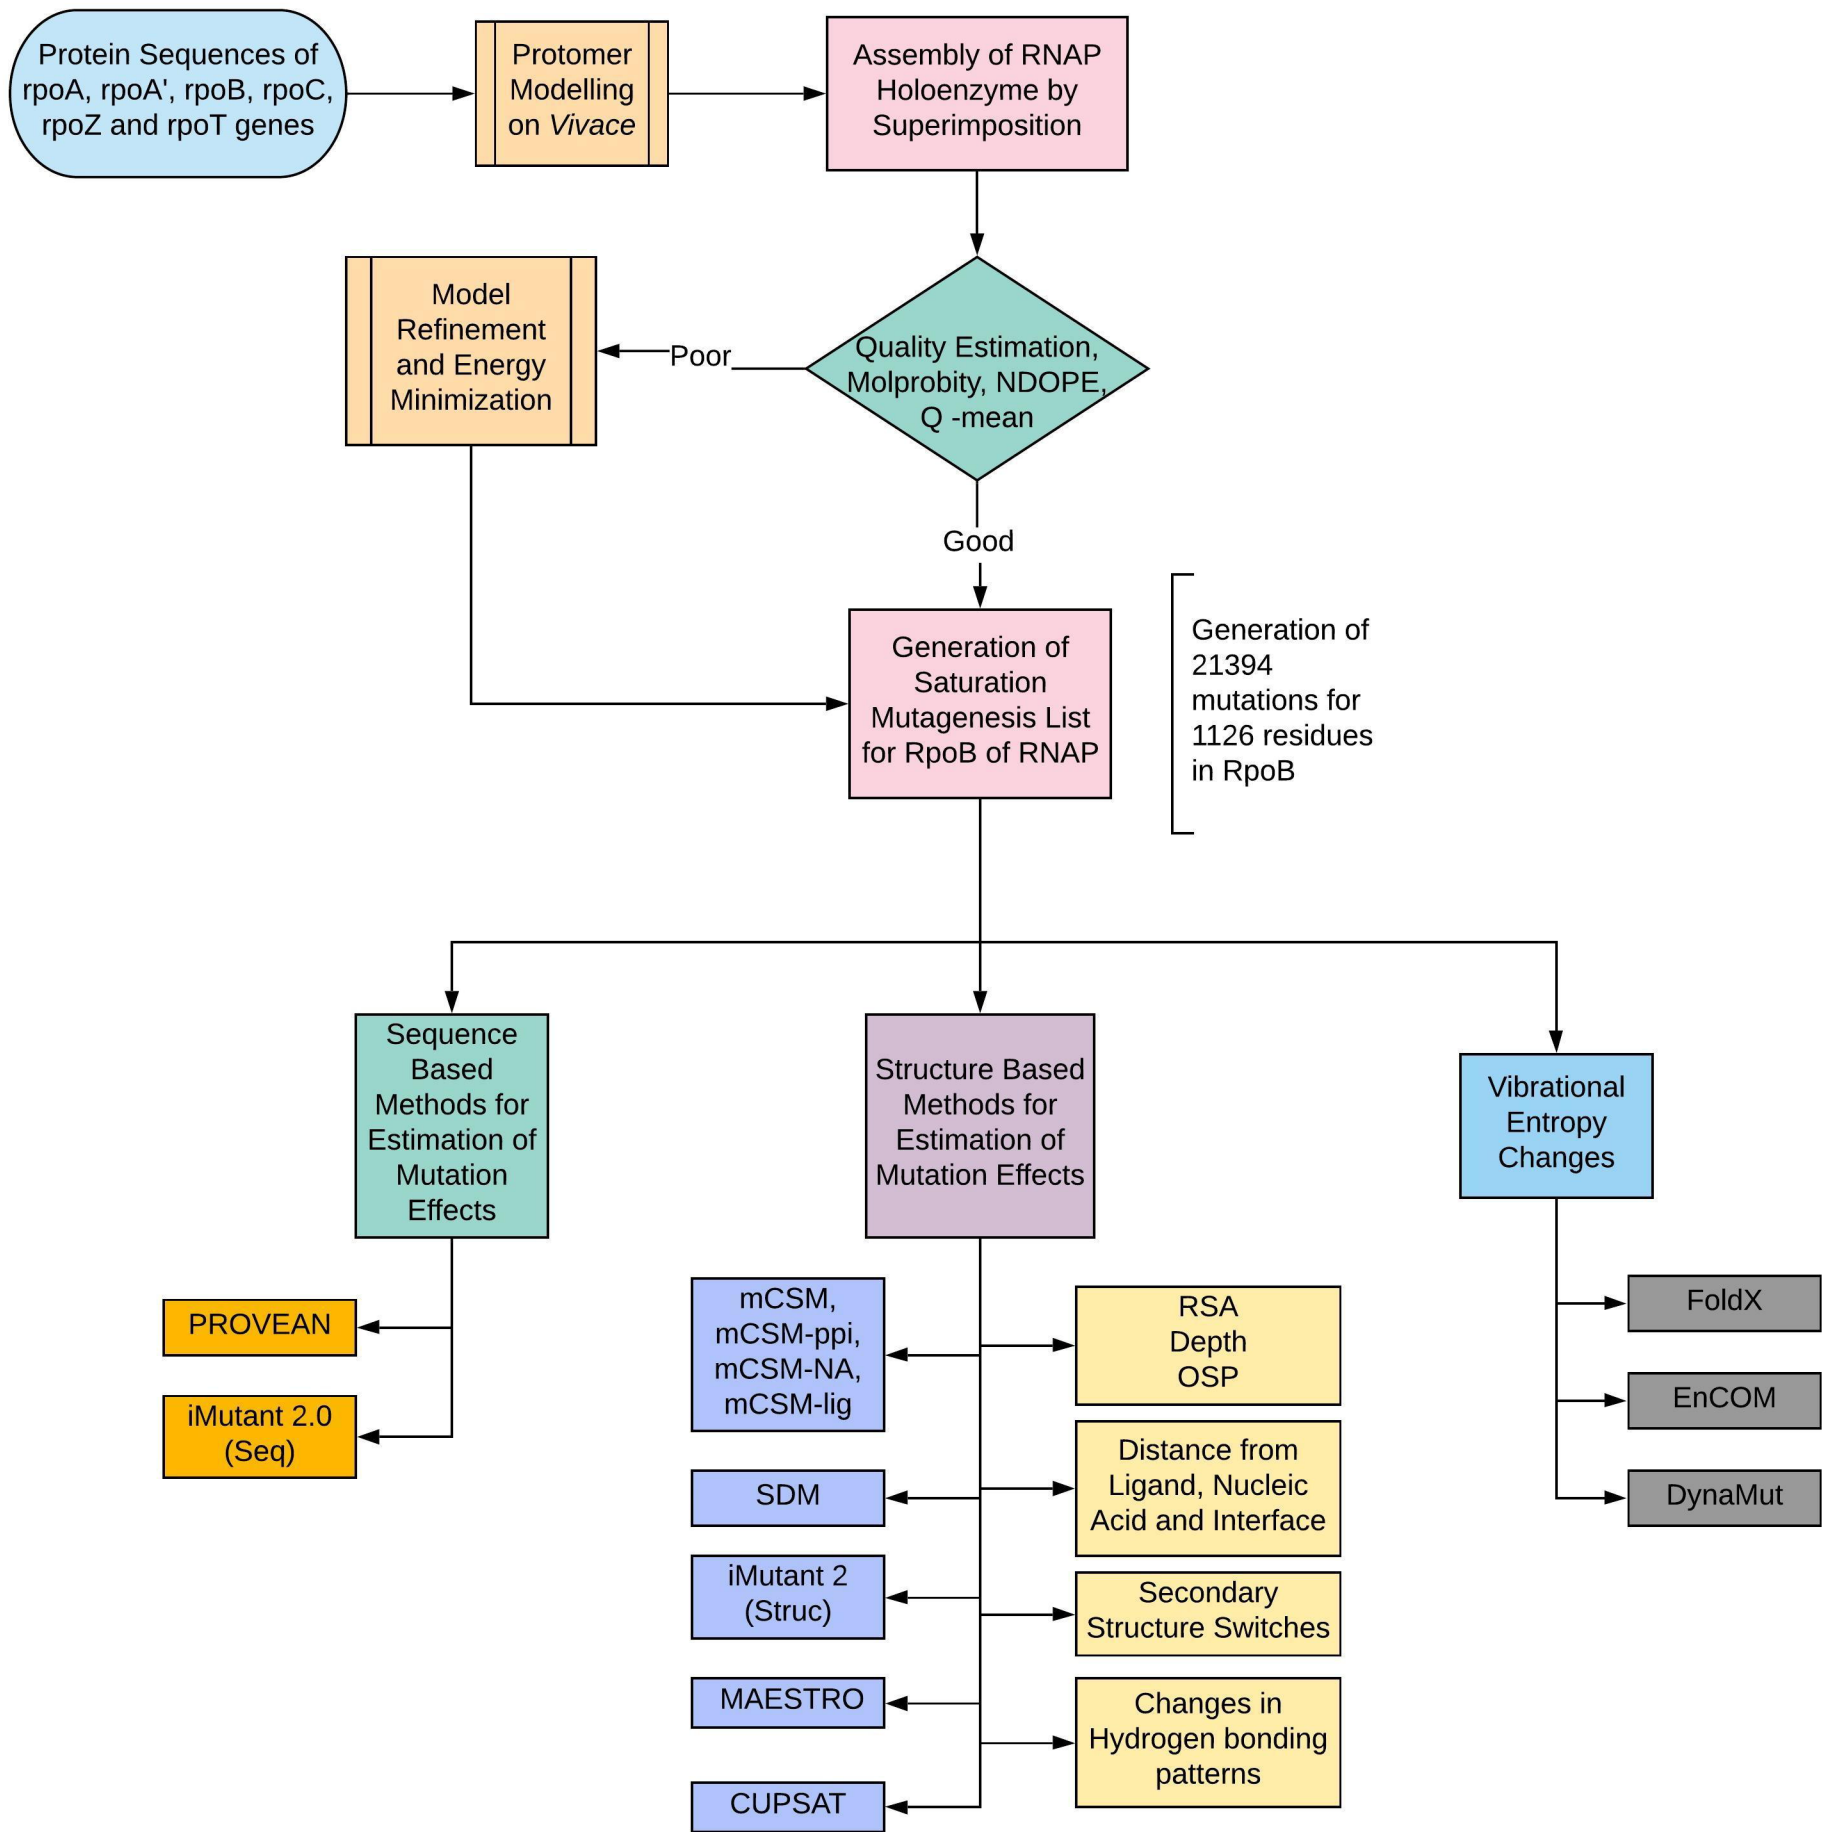 Protein Sequences of
rpoA, rpoA', rpoB, rpoC,
rpoZ and rpoT genes
Protomer
Modelling
on Vivace
Assembly of RNAP
Holoenzyme by
Superimposition
Model
Refinement
and Energy
Minimization
Poor
Quality Estimation,
Molprobity, NDOPE,
Q -mean
Good
Generation of
Saturation
Mutagenesis List
for RpoB of RNAP
Generation of
21394
mutations for
1126 residues
in RpoB
Sequence
Based
Methods for
Estimation of
Mutation
Effects
Structure Based
Methods for
Estimation of
Mutation Effects
Vibrational
Entropy
Changes
PROVEAN
iMutant 2.0
(Seq)
mCSM,
mCSM-ppi,
mCSM-NA,
mCSM-lig
SDM
iMutant 2
(Struc)
MAESTRO
CUPSAT
RSA
Depth
OSP
Distance from
Ligand, Nucleic
Acid and Interface
Secondary
Structure Switches
Changes in
Hydrogen bonding
patterns
FoldX
EnCOM
DynaMut